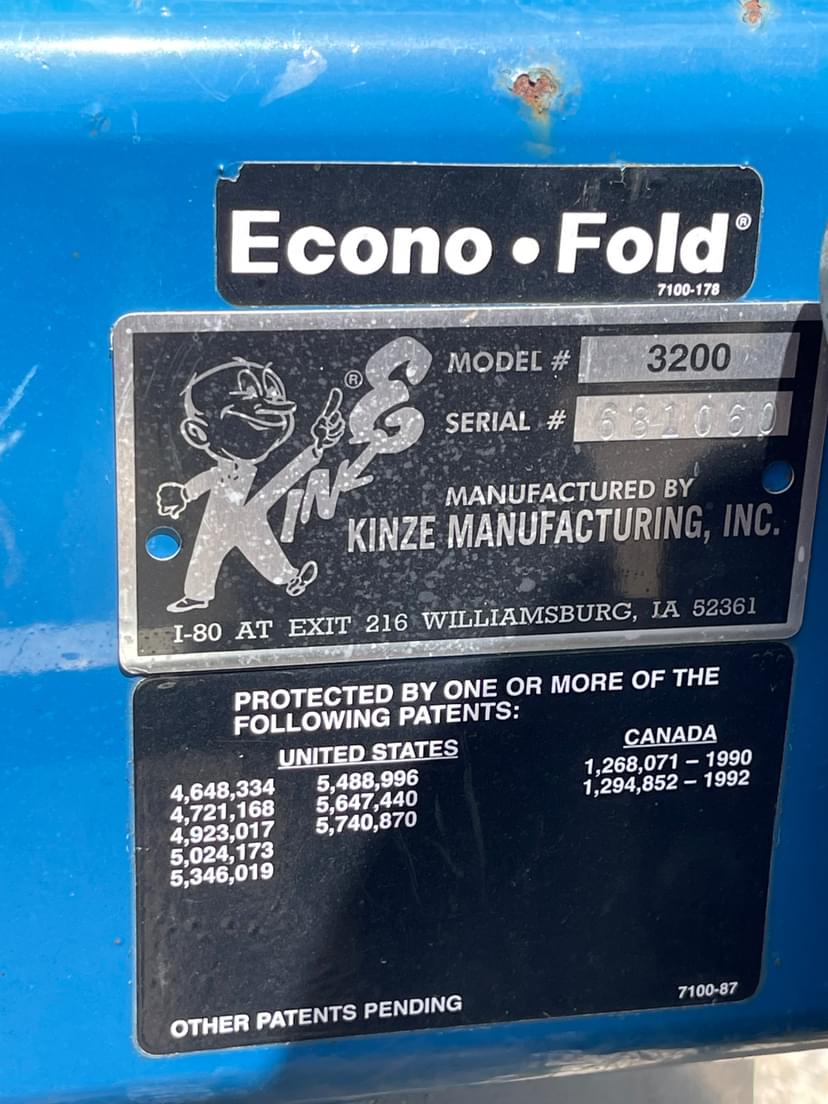 Econo • Fold®
7100-178
MODEL # 3200
SERIAL # 681060
KINZE®
MANUFACTURED BY
KINZE MANUFACTURING, INC.
I-80 AT EXIT 216 WILLIAMSBURG, IA 52361
PROTECTED BY ONE OR MORE OF THE
FOLLOWING PATENTS:
UNITED STATES
4,648,334 5,488,996
4,721,168 5,647,440
4,923,017 5,740,870
5,024,173
5,346,019
CANADA
1,268,071 – 1990
1,294,852 – 1992
OTHER PATENTS PENDING
7100-87